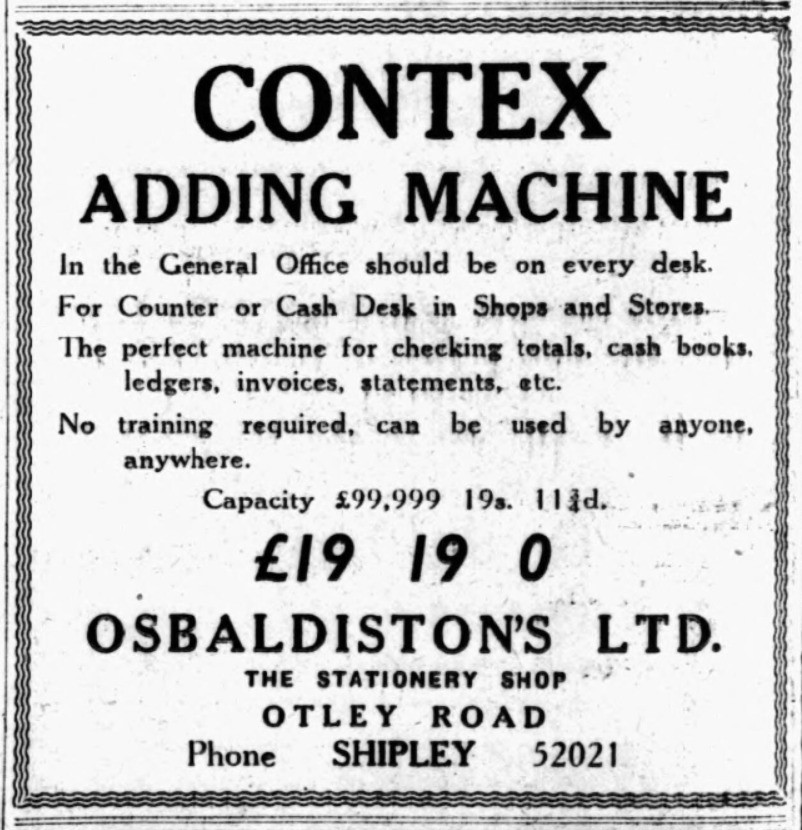 CONTEX
ADDING MACHINE
In the General Office should be on every desk.
For Counter or Cash Desk in Shops and Stores.
The perfect machine for checking totals, cash books,
ledgers, invoices, statements, etc.
No training required, can be used by anyone,
anywhere.
Capacity £99,999 19s. 11¾d.
£19 19 0
OSBALDISTON'S LTD.
THE STATIONERY SHOP
OTLEY ROAD
Phone SHIPLEY 52021